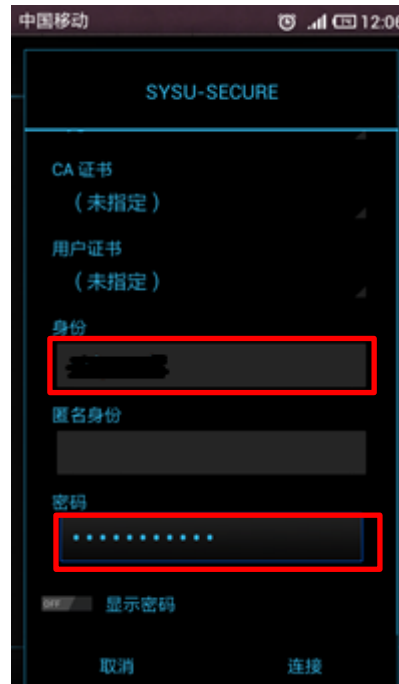 中国移动 12:06
SYSU-SECURE
CA 证书
（未指定）
用户证书
（未指定）
身份
匿名身份
密码
•••••••••••
OFF 显示密码
取消 连接